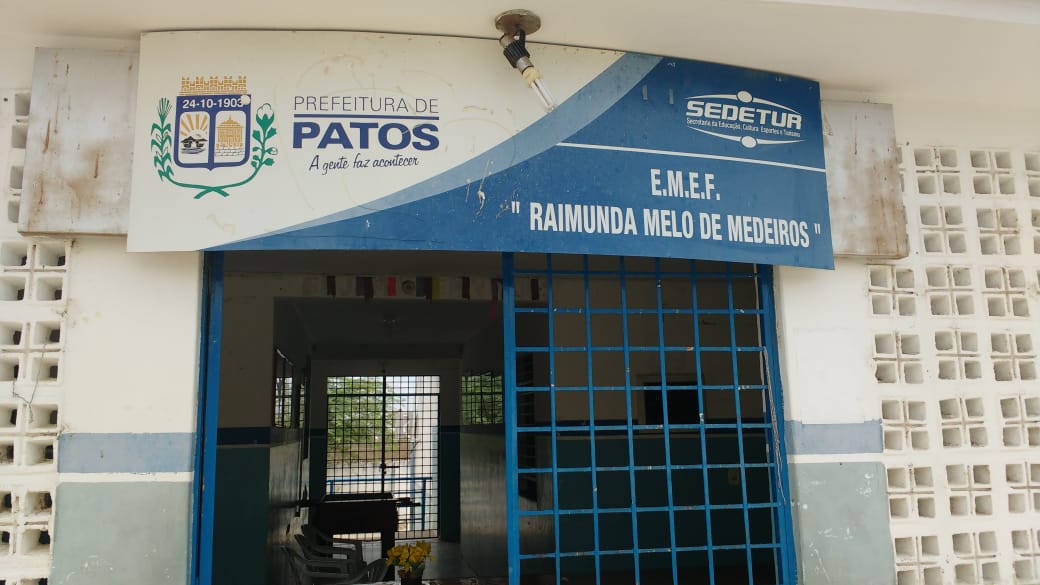 24-10-1903
PREFEITURA DE
PATOS
A gente faz acontecer
SEDETUR
Secretaria da Educação, Cultura, Esportes e Turismo
E.M.E.F.
" RAIMUNDA MELO DE MEDEIROS "